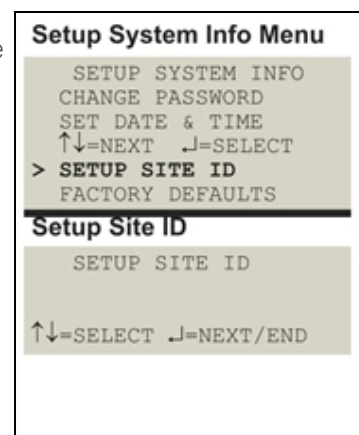 Setup System Info Menu
SETUP SYSTEM INFO
CHANGE PASSWORD
SET DATE & TIME
↑↓=NEXT ↵=SELECT
> SETUP SITE ID
FACTORY DEFAULTS
Setup Site ID
SETUP SITE ID
↑↓=SELECT ↵=NEXT/END